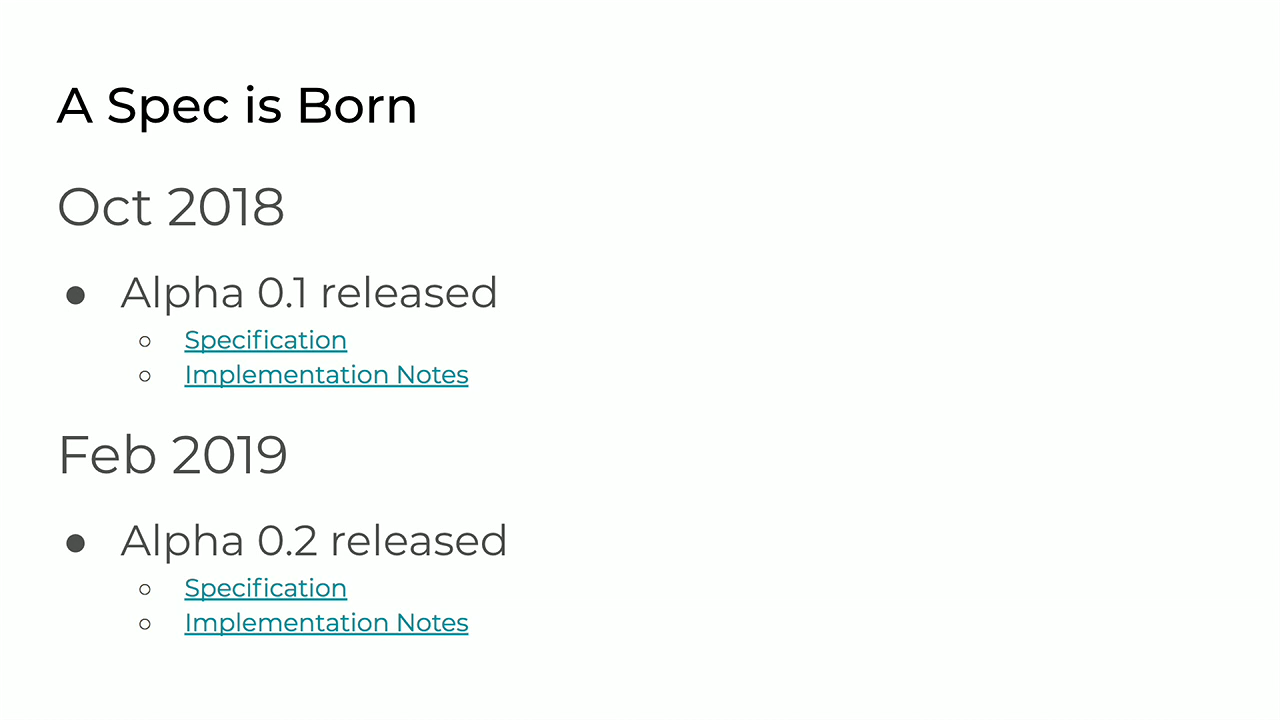 A Spec is Born
Oct 2018
● Alpha 0.1 released
○ Specification
○ Implementation Notes
Feb 2019
● Alpha 0.2 released
○ Specification
○ Implementation Notes